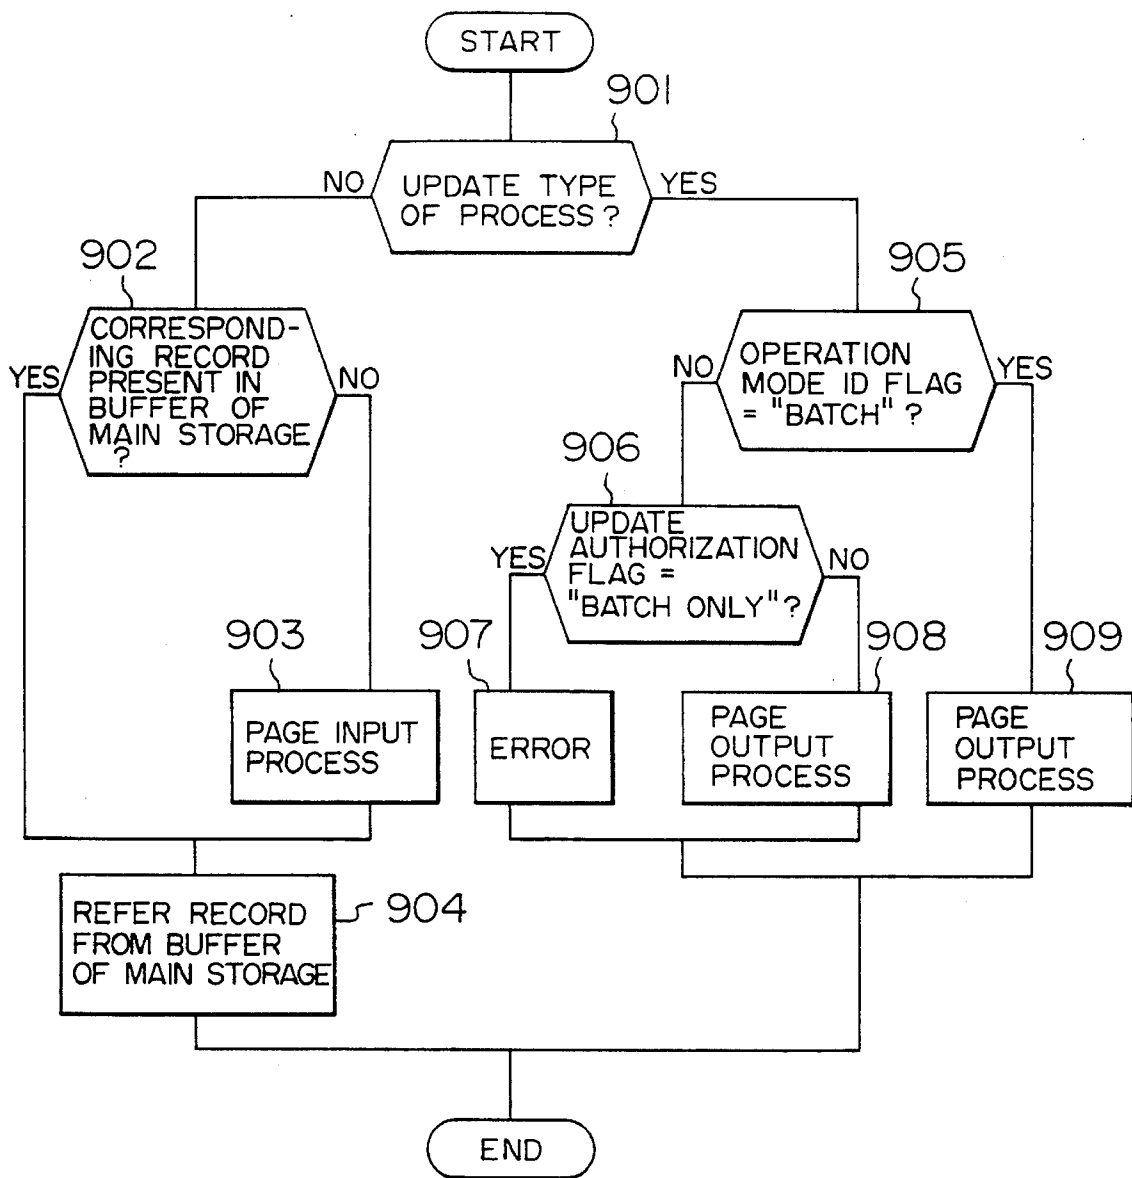 START
901
NO
UPDATE TYPE
OF PROCESS?
YES
902
905
YES
CORRESPOND-
ING RECORD
PRESENT IN
BUFFER OF
MAIN STORAGE
?
NO
NO
OPERATION
MODE ID FLAG
= "BATCH" ?
YES
906
YES
UPDATE
AUTHORIZATION
FLAG =
"BATCH ONLY"?
NO
903
907
908
909
PAGE INPUT
PROCESS
ERROR
PAGE
OUTPUT
PROCESS
PAGE
OUTPUT
PROCESS
REFER RECORD
FROM BUFFER
OF MAIN STORAGE
904
END